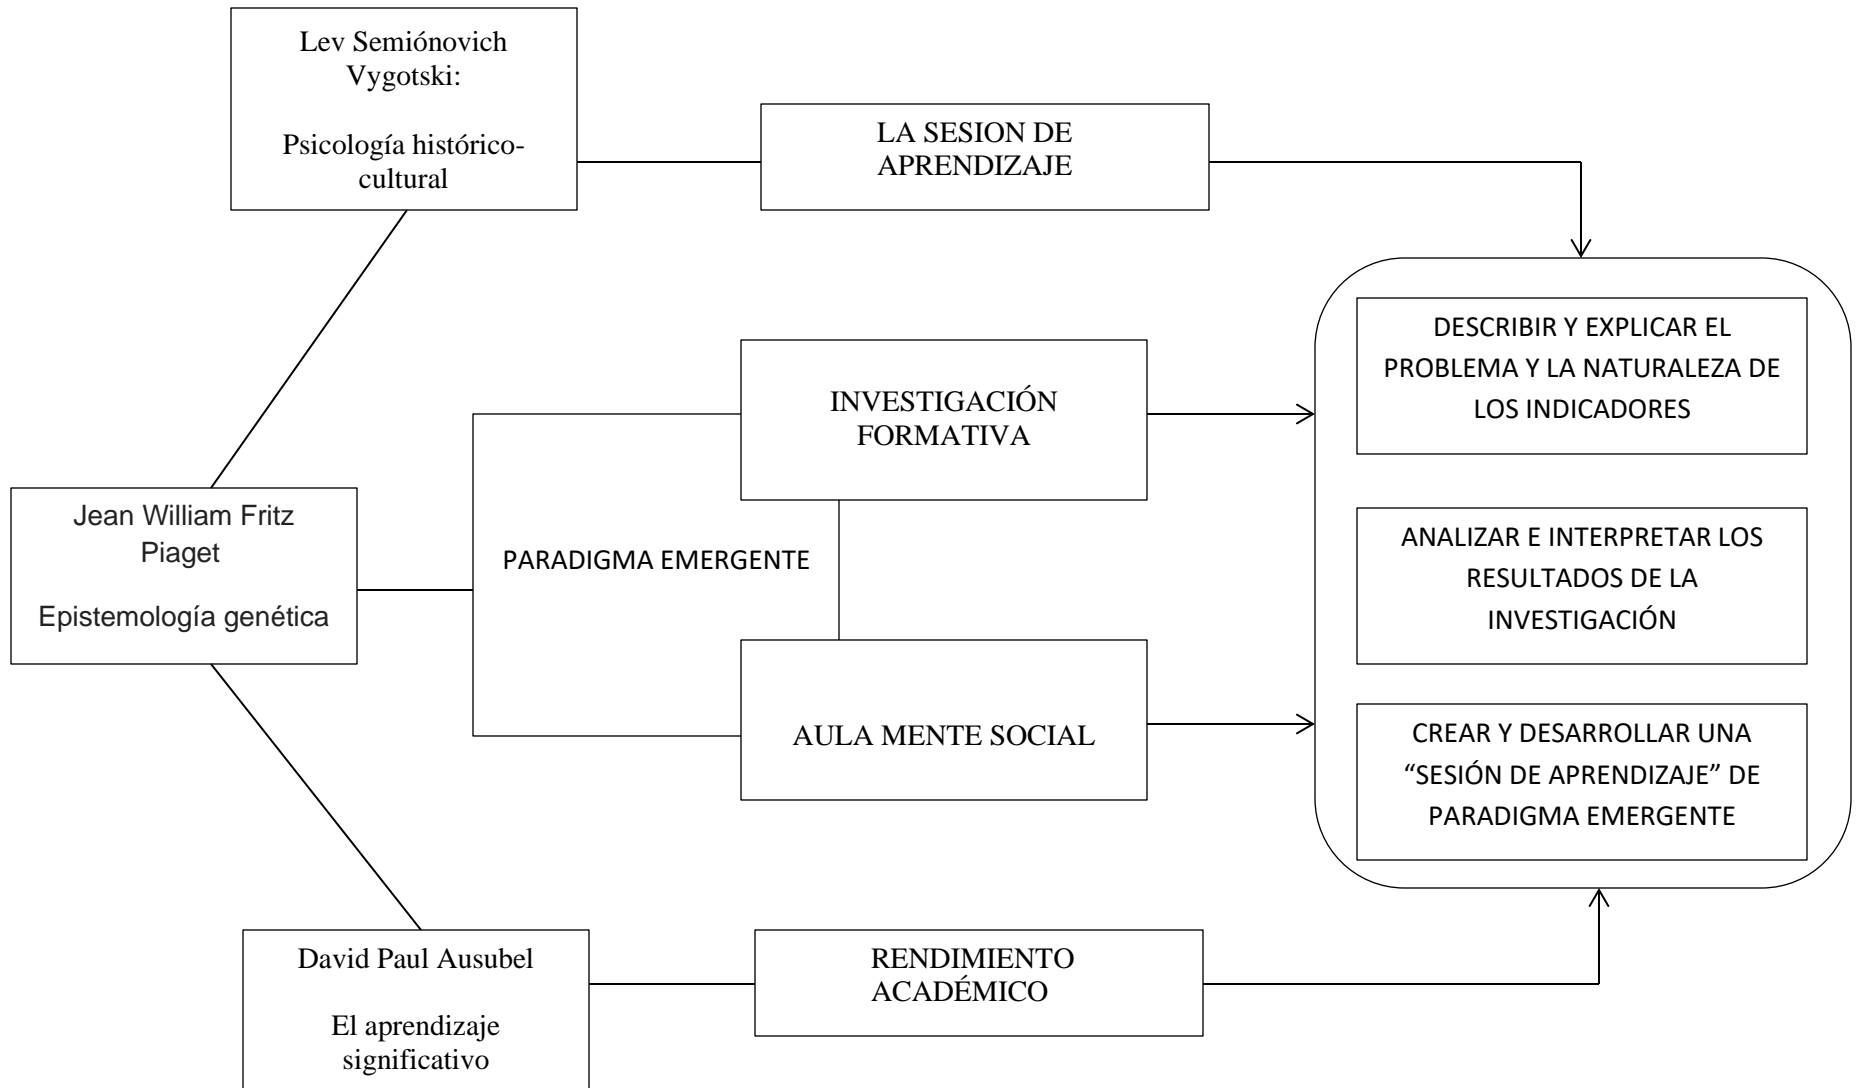 Lev Semiónovich
Vygotski:
Psicología histórico-
cultural
LA SESION DE
APRENDIZAJE
DESCRIBIR Y EXPLICAR EL
PROBLEMA Y LA NATURALEZA DE
LOS INDICADORES
INVESTIGACIÓN
FORMATIVA
Jean William Fritz
Piaget
Epistemología genética
PARADIGMA EMERGENTE
ANALIZAR E INTERPRETAR LOS
RESULTADOS DE LA
INVESTIGACIÓN
AULA MENTE SOCIAL
CREAR Y DESARROLLAR UNA
“SESIÓN DE APRENDIZAJE” DE
PARADIGMA EMERGENTE
David Paul Ausubel
El aprendizaje
significativo
RENDIMIENTO
ACADÉMICO